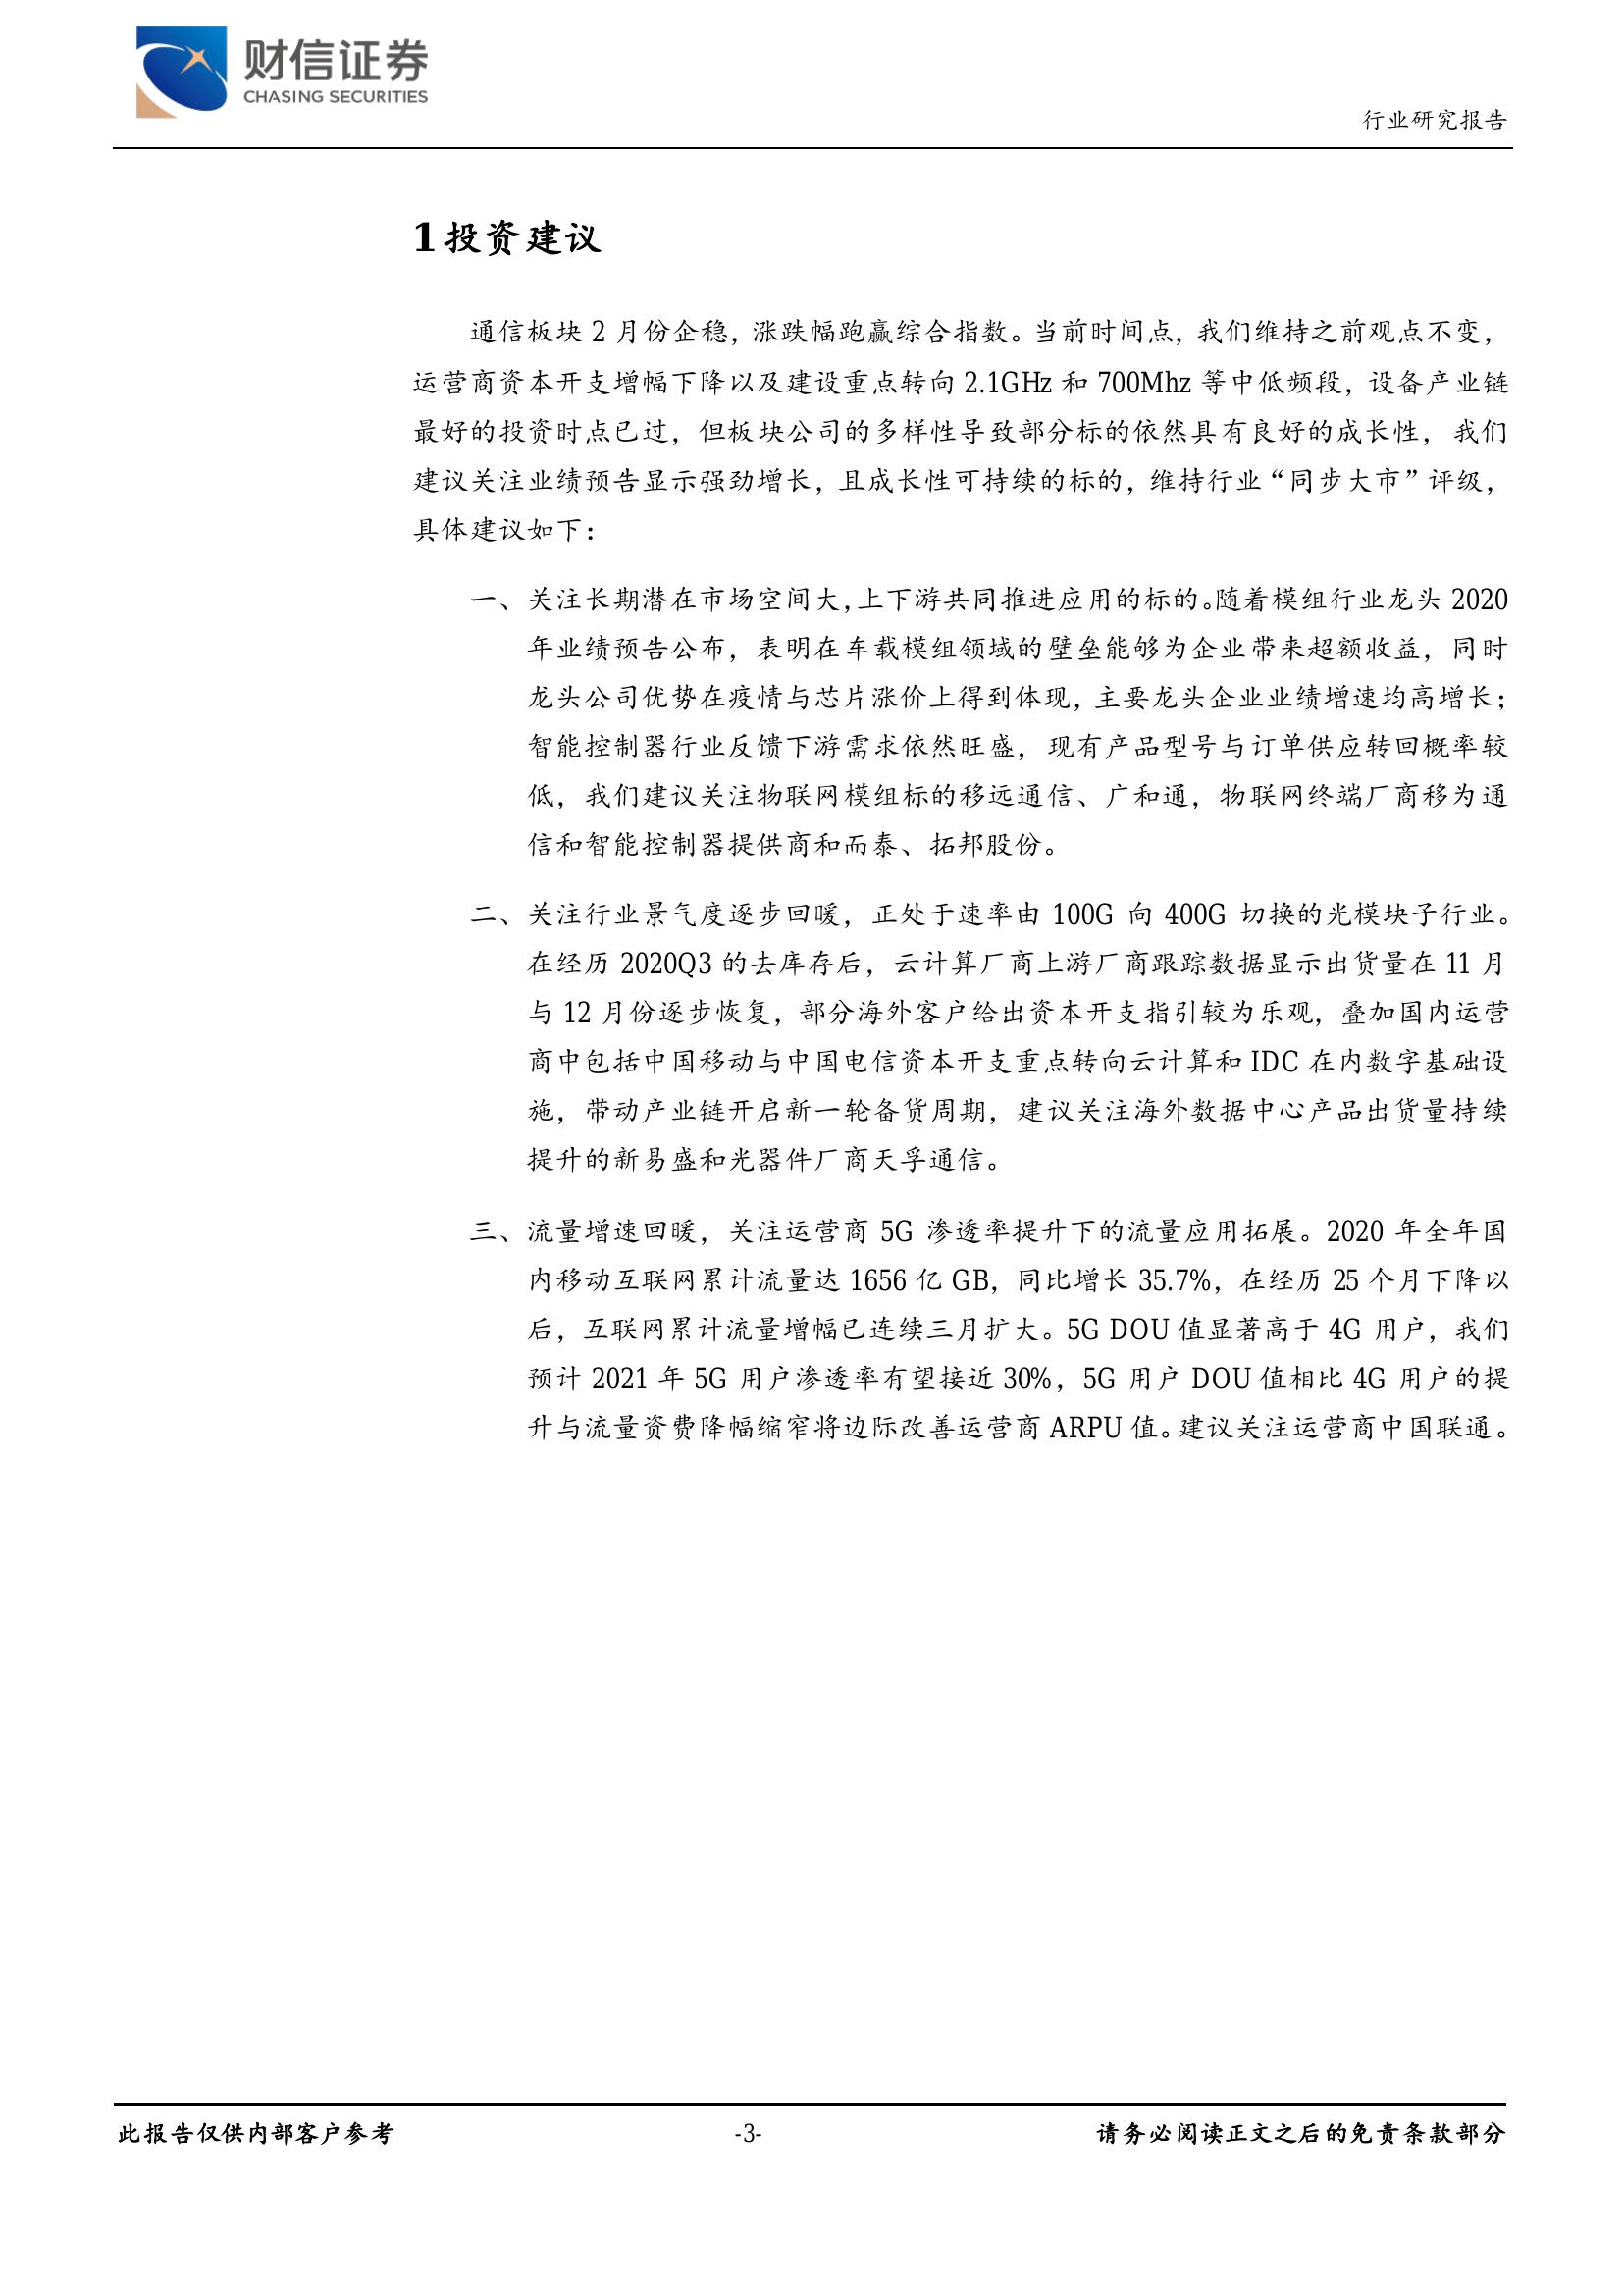 财信证券
CHASING SECURITIES
行业研究报告
1投资建议
通信板块 2 月份企稳，涨跌幅跑赢综合指数。当前时间点，我们维持之前观点不变，
运营商资本开支增幅下降以及建设重点转向 2.1GHz 和 700Mhz 等中低频段，设备产业链
最好的投资时点已过，但板块公司的多样性导致部分标的依然具有良好的成长性，我们
建议关注业绩预告显示强劲增长，且成长性可持续的标的，维持行业“同步大市”评级，
具体建议如下：
一、关注长期潜在市场空间大，上下游共同推进应用的标的。随着模组行业龙头 2020
年业绩预告公布，表明在车载模组领域的壁垒能够为企业带来超额收益，同时
龙头公司优势在疫情与芯片涨价上得到体现，主要龙头企业业绩增速均高增长；
智能控制器行业反馈下游需求依然旺盛，现有产品型号与订单供应转回概率较
低，我们建议关注物联网模组标的移远通信、广和通，物联网终端厂商移为通
信和智能控制器提供商和而泰、拓邦股份。
二、关注行业景气度逐步回暖，正处于速率由 100G 向 400G 切换的光模块子行业。
在经历 2020Q3 的去库存后，云计算厂商上游厂商跟踪数据显示出货量在 11 月
与 12 月份逐步恢复，部分海外客户给出资本开支指引较为乐观，叠加国内运营
商中包括中国移动与中国电信资本开支重点转向云计算和 IDC 在内数字基础设
施，带动产业链开启新一轮备货周期，建议关注海外数据中心产品出货量持续
提升的新易盛和光器件厂商天孚通信。
三、流量增速回暖，关注运营商 5G 渗透率提升下的流量应用拓展。2020 年全年国
内移动互联网累计流量达 1656 亿 GB，同比增长 35.7%，在经历 25 个月下降以
后，互联网累计流量增幅已连续三月扩大。5G DOU 值显著高于 4G 用户，我们
预计 2021 年 5G 用户渗透率有望接近 30%，5G 用户 DOU 值相比 4G 用户的提
升与流量资费降幅缩窄将边际改善运营商 ARPU 值。建议关注运营商中国联通。
此报告仅供内部客户参考
-3-
请务必阅读正文之后的免责条款部分